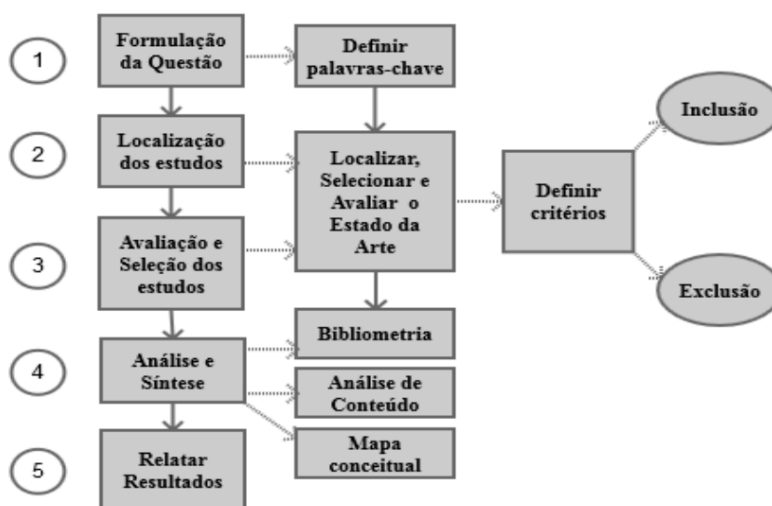 1
Formulação
da Questão
Definir
palavras-chave
Inclusão
2
Localização
dos estudos
Localizar,
Selecionar e
Avaliar o
Estado da
Arte
Definir
critérios
3
Avaliação e
Seleção dos
estudos
Exclusão
Bibliometria
4
Análise e
Síntese
Análise de
Conteúdo
Mapa
conceitual
5
Relatar
Resultados